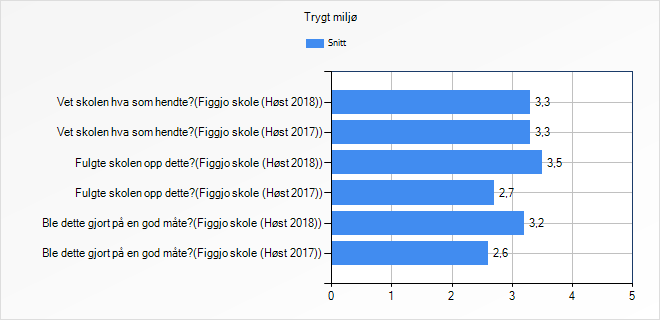 Trygt miljø
Snitt
Vet skolen hva som hendte?(Figgjo skole (Høst 2018)) 3,3
Vet skolen hva som hendte?(Figgjo skole (Høst 2017)) 3,3
Fulgte skolen opp dette?(Figgjo skole (Høst 2018)) 3,5
Fulgte skolen opp dette?(Figgjo skole (Høst 2017)) 2,7
Ble dette gjort på en god måte?(Figgjo skole (Høst 2018)) 3,2
Ble dette gjort på en god måte?(Figgjo skole (Høst 2017)) 2,6
0 1 2 3 4 5